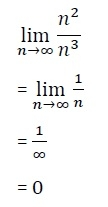 lim n→∞ n²/n³
= lim n→∞ 1/n
= 1/∞
= 0